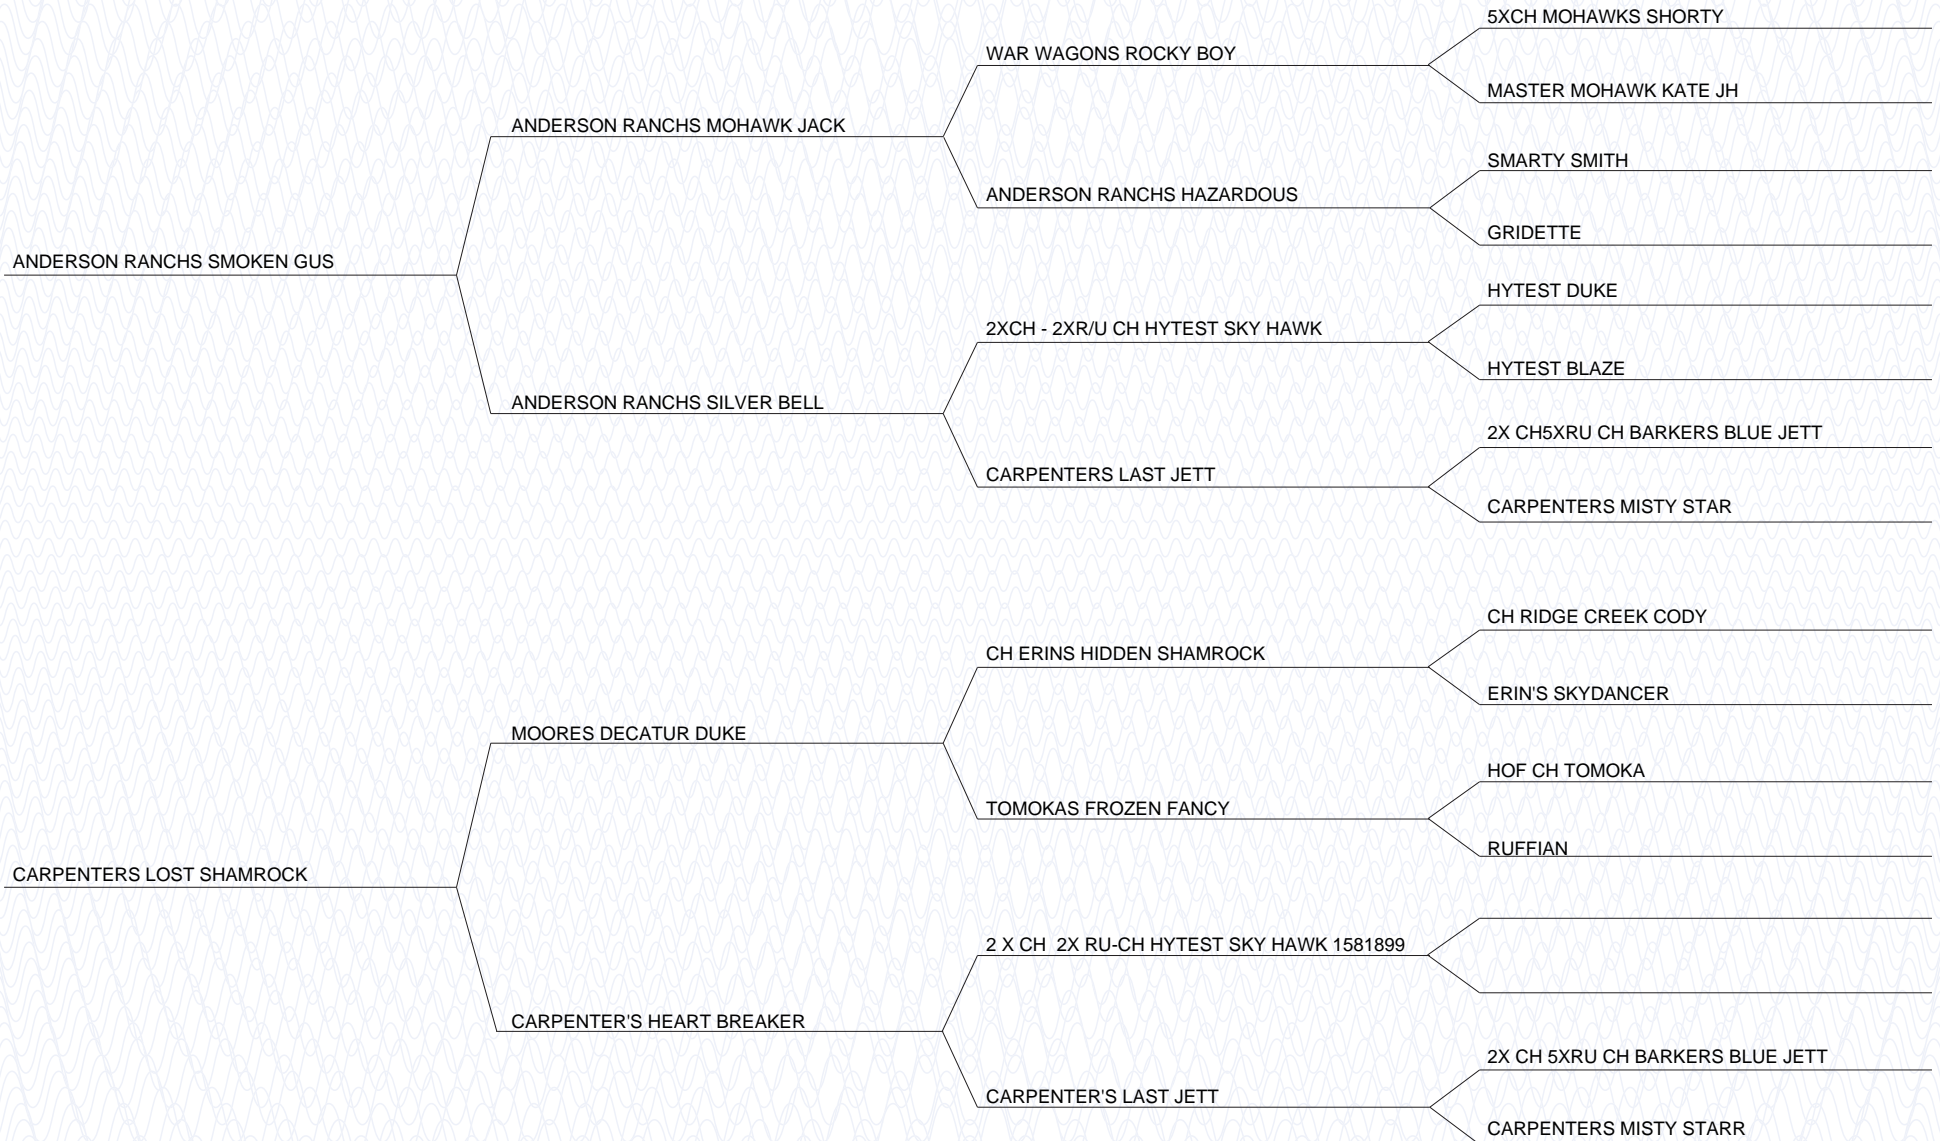 5XCH MOHAWKS SHORTY
WAR WAGONS ROCKY BOY
MASTER MOHAWK KATE JH
ANDERSON RANCHS MOHAWK JACK
SMARTY SMITH
ANDERSON RANCHS HAZARDOUS
GRIDETTE
ANDERSON RANCHS SMOKEN GUS
HYTEST DUKE
2XCH - 2XR/U CH HYTEST SKY HAWK
HYTEST BLAZE
ANDERSON RANCHS SILVER BELL
2X CH5XRU CH BARKERS BLUE JETT
CARPENTERS LAST JETT
CARPENTERS MISTY STAR
CH RIDGE CREEK CODY
CH ERINS HIDDEN SHAMROCK
ERIN'S SKYDANCER
MOORES DECATUR DUKE
HOF CH TOMOKA
TOMOKAS FROZEN FANCY
RUFFIAN
CARPENTERS LOST SHAMROCK
2 X CH  2X RU-CH HYTEST SKY HAWK 1581899
CARPENTER'S HEART BREAKER
2X CH 5XRU CH BARKERS BLUE JETT
CARPENTER'S LAST JETT
CARPENTERS MISTY STARR